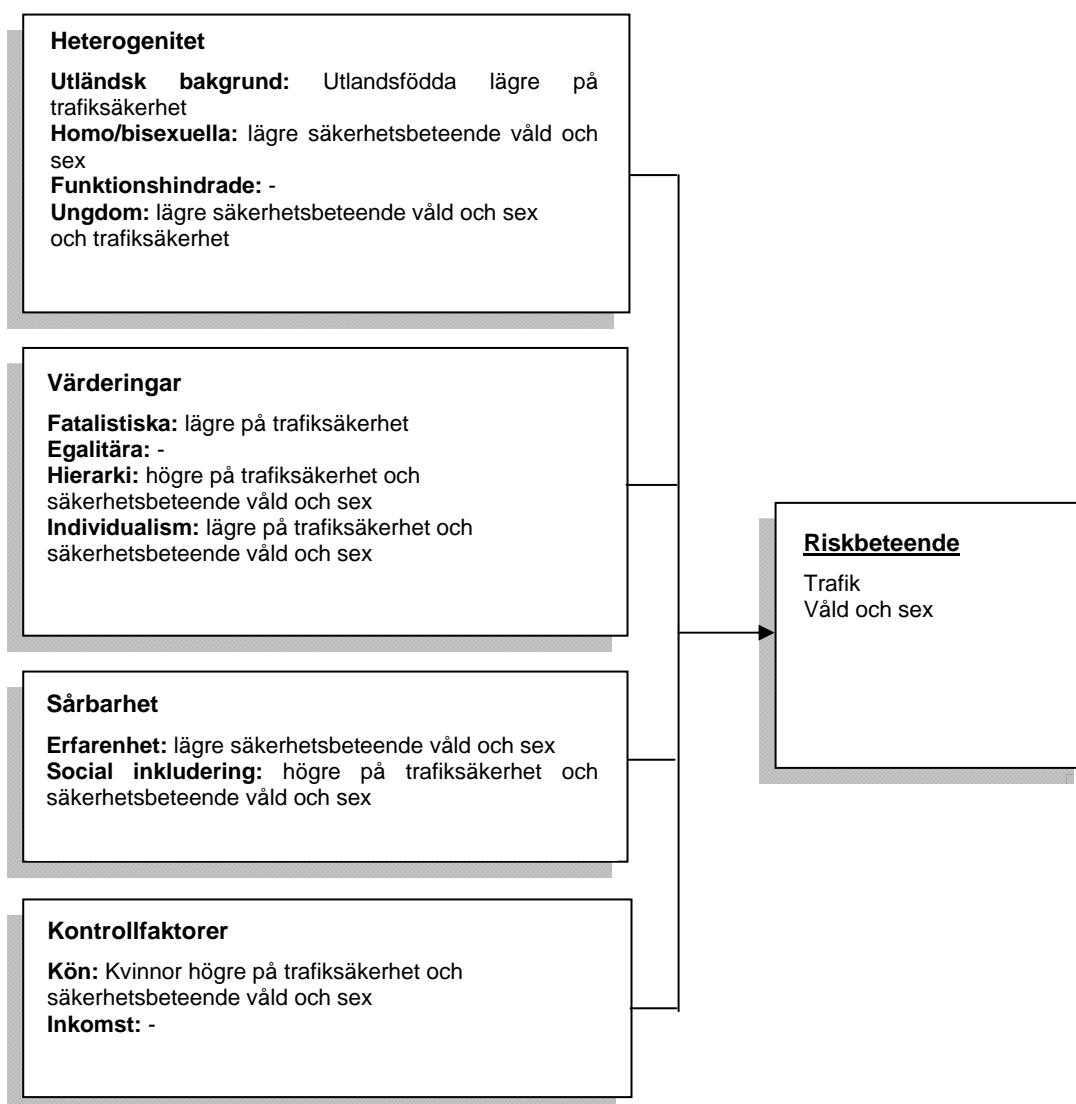 Heterogenitet
Utländsk bakgrund: Utlandsfödda lägre på
trafiksäkerhet
Homo/bisexuella: lägre säkerhetsbeteende våld och
sex
Funktionshindrade: -
Ungdom: lägre säkerhetsbeteende våld och sex
och trafiksäkerhet
Värderingar
Fatalistiska: lägre på trafiksäkerhet
Egalitära: -
Hierarki: högre på trafiksäkerhet och
säkerhetsbeteende våld och sex
Individualism: lägre på trafiksäkerhet och
säkerhetsbeteende våld och sex
Sårbarhet
Erfarenhet: lägre säkerhetsbeteende våld och sex
Social inkludering: högre på trafiksäkerhet och
säkerhetsbeteende våld och sex
Kontrollfaktorer
Kön: Kvinnor högre på trafiksäkerhet och
säkerhetsbeteende våld och sex
Inkomst: -
Riskbeteende
Trafik
Våld och sex